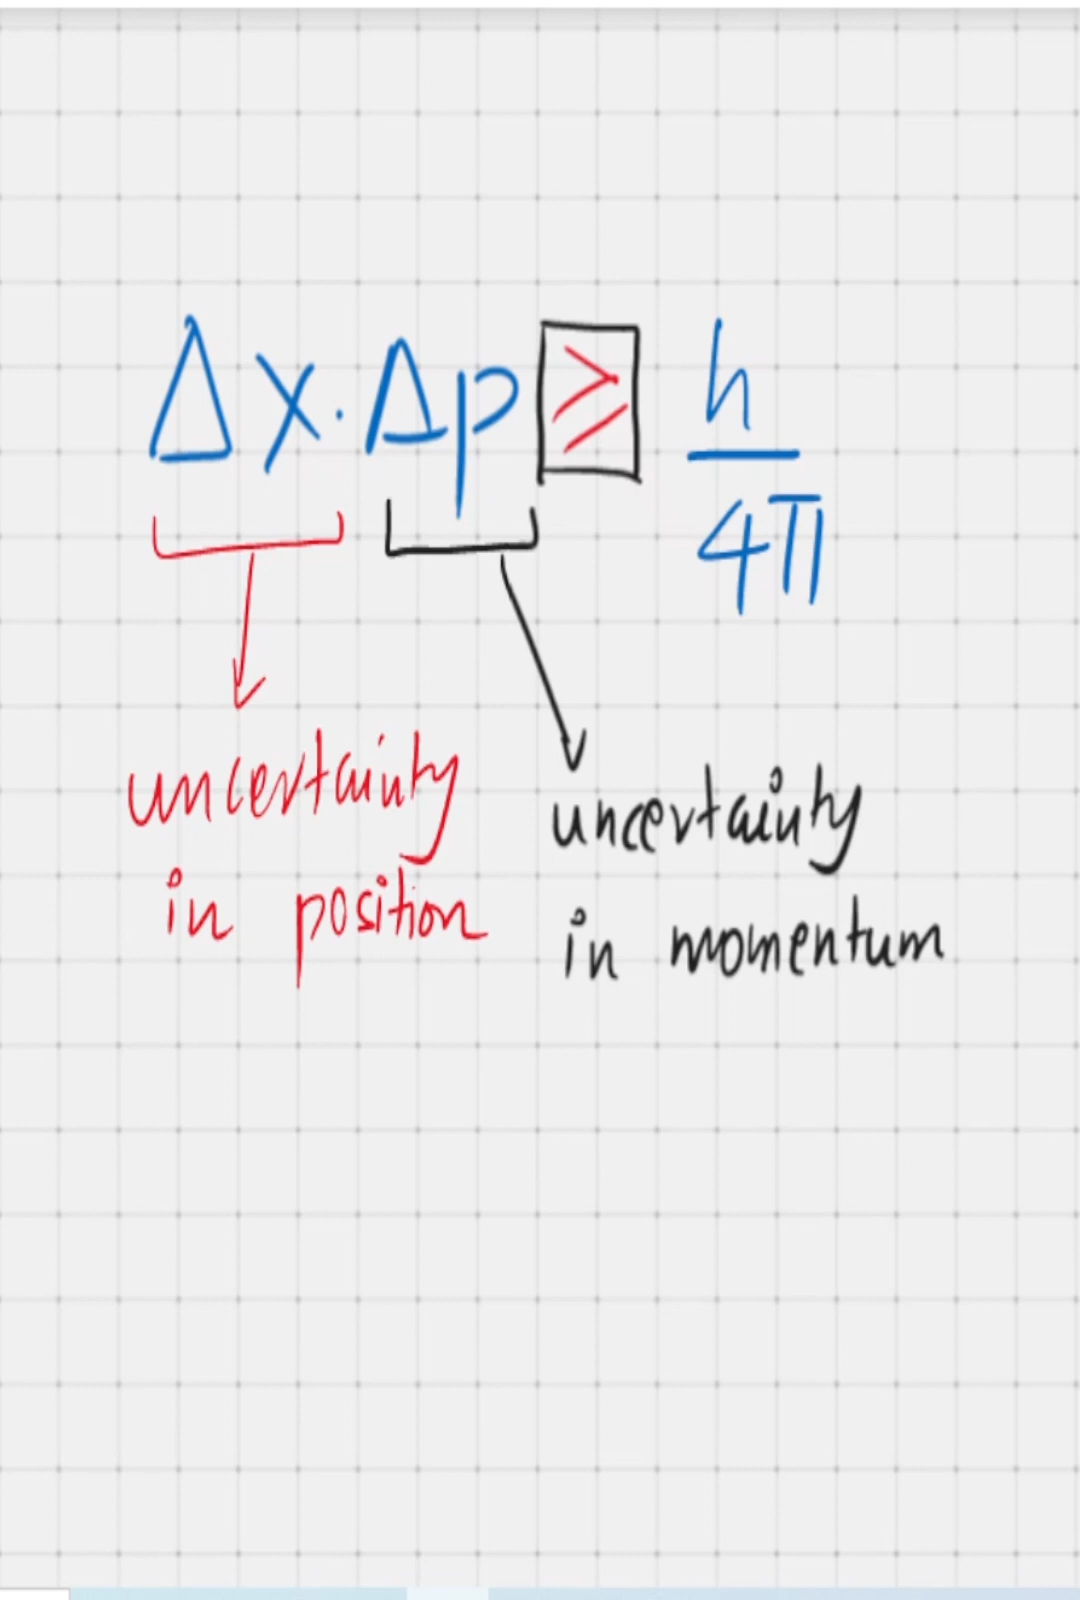 Δx·Δp ≥ h/4π
uncertainty
in position
uncertainty
in momentum